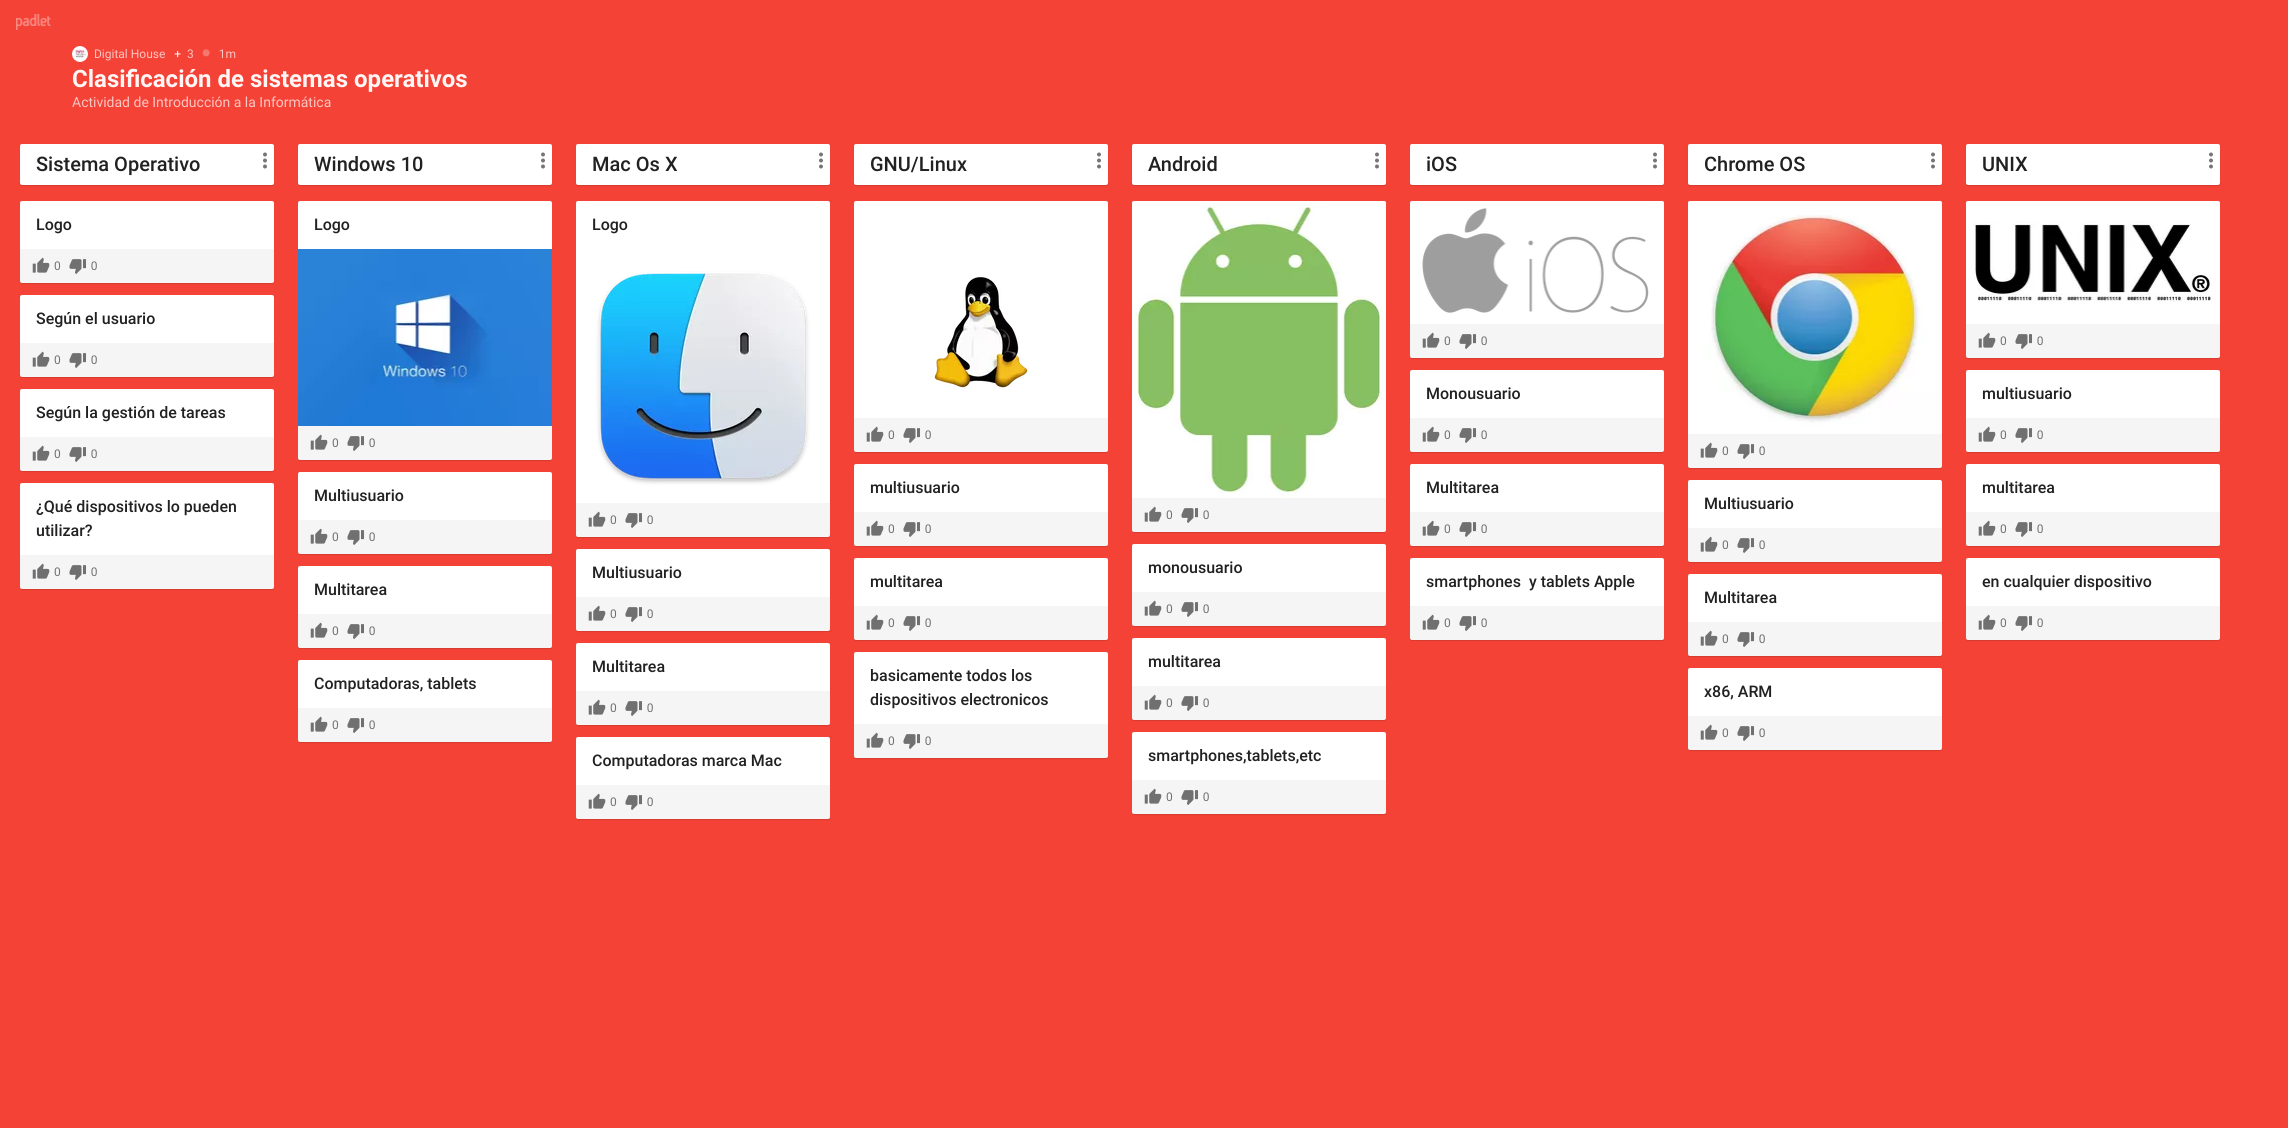 padlet
Digital House + 3 1m
Clasificación de sistemas operativos
Actividad de Introducción a la Informática
Sistema Operativo
Logo
0 0
Según el usuario
0 0
Según la gestión de tareas
0 0
¿Qué dispositivos lo pueden
utilizar?
0 0
Windows 10
Logo
Windows 10
0 0
Multiusuario
0 0
Multitarea
0 0
Computadoras, tablets
0 0
Mac Os X
Logo
0 0
Multiusuario
0 0
Multitarea
0 0
Computadoras marca Mac
0 0
GNU/Linux
0 0
multiusuario
0 0
multitarea
0 0
basicamente todos los
dispositivos electronicos
0 0
Android
0 0
monousuario
0 0
multitarea
0 0
smartphones,tablets,etc
0 0
iOS
iOS
0 0
Monousuario
0 0
Multitarea
0 0
smartphones  y tablets Apple
0 0
Chrome OS
0 0
Multiusuario
0 0
Multitarea
0 0
x86, ARM
0 0
UNIX
UNIX®
0 0
multiusuario
0 0
multitarea
0 0
en cualquier dispositivo
0 0